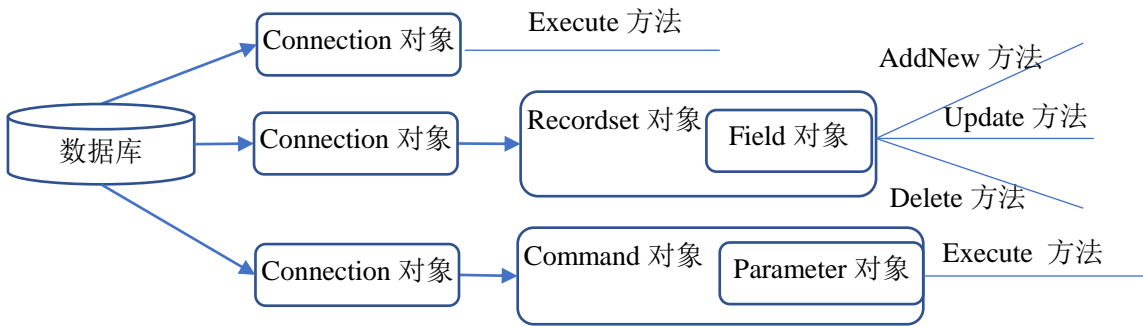 Connection 对象
Execute 方法
AddNew 方法
数据库
Connection 对象
Recordset 对象
Field 对象
Update 方法
Delete 方法
Connection 对象
Command 对象
Parameter 对象
Execute 方法